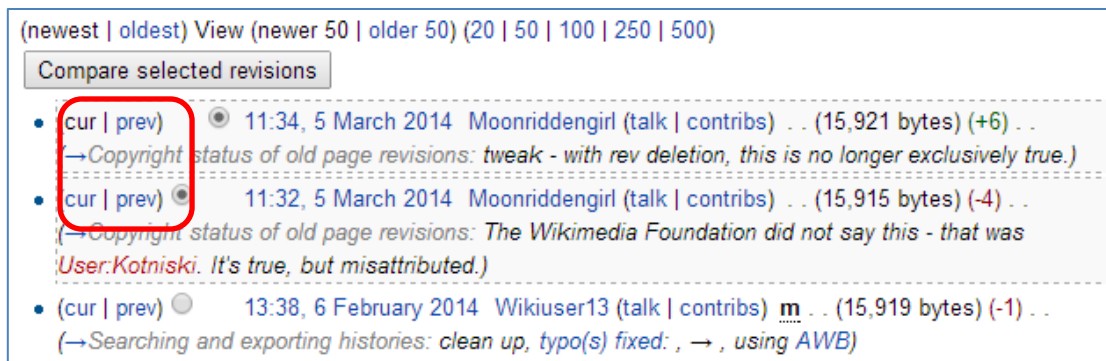 (newest | oldest) View (newer 50 | older 50) (20 | 50 | 100 | 250 | 500)
Compare selected revisions
(cur | prev) 11:34, 5 March 2014 Moonriddengirl (talk | contribs) . . (15,921 bytes) (+6) . .
(→Copyright status of old page revisions: tweak - with rev deletion, this is no longer exclusively true.)
(cur | prev) 11:32, 5 March 2014 Moonriddengirl (talk | contribs) . . (15,915 bytes) (-4) . .
(→Copyright status of old page revisions: The Wikimedia Foundation did not say this - that was
User:Kotniski. It's true, but misattributed.)
(cur | prev) 13:38, 6 February 2014 Wikiuser13 (talk | contribs) m . . (15,919 bytes) (-1) . .
(→Searching and exporting histories: clean up, typo(s) fixed: , → , using AWB)